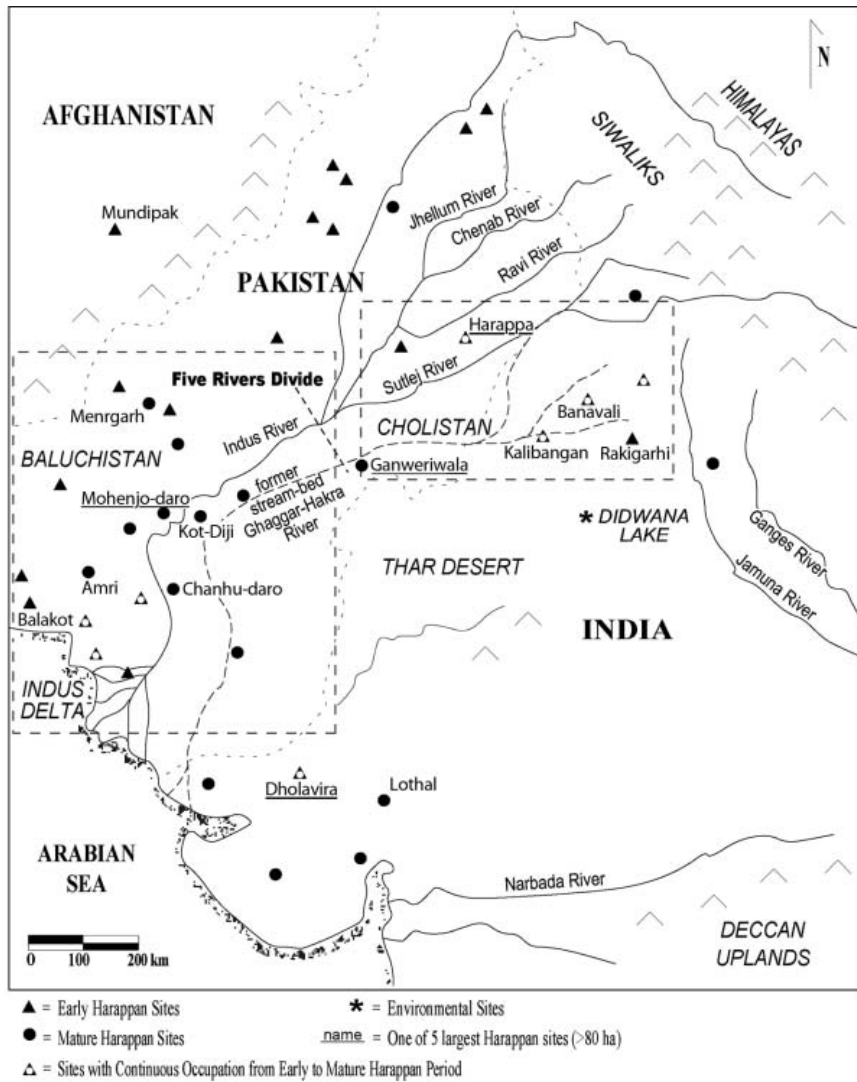 N
HIMALAYAS
AFGHANISTAN
SIWALIKS
Mundipak
Jhellum River
Chenab River
Ravi River
PAKISTAN
Harappa
Five Rivers Divide
Sutlej River
Menrgarh
Indus River
CHOLISTAN
Banavali
BALUCHISTAN
Kalibangan
Rakigarhi
Ganweriwala
former
stream-bed
Ghaggar-Hakra
River
Mohenjo-daro
Kot-Diji
DIDWANA
LAKE
Ganges River
Jamuna River
THAR DESERT
Amri
Chanhu-daro
Balakot
INDIA
INDUS
DELTA
Dholavira
Lothal
ARABIAN
SEA
Narbada River
DECCAN
UPLANDS
0 100 200 km
= Early Harappan Sites
* = Environmental Sites
= Mature Harappan Sites
name = One of 5 largest Harappan sites (>80 ha)
= Sites with Continuous Occupation from Early to Mature Harappan Period